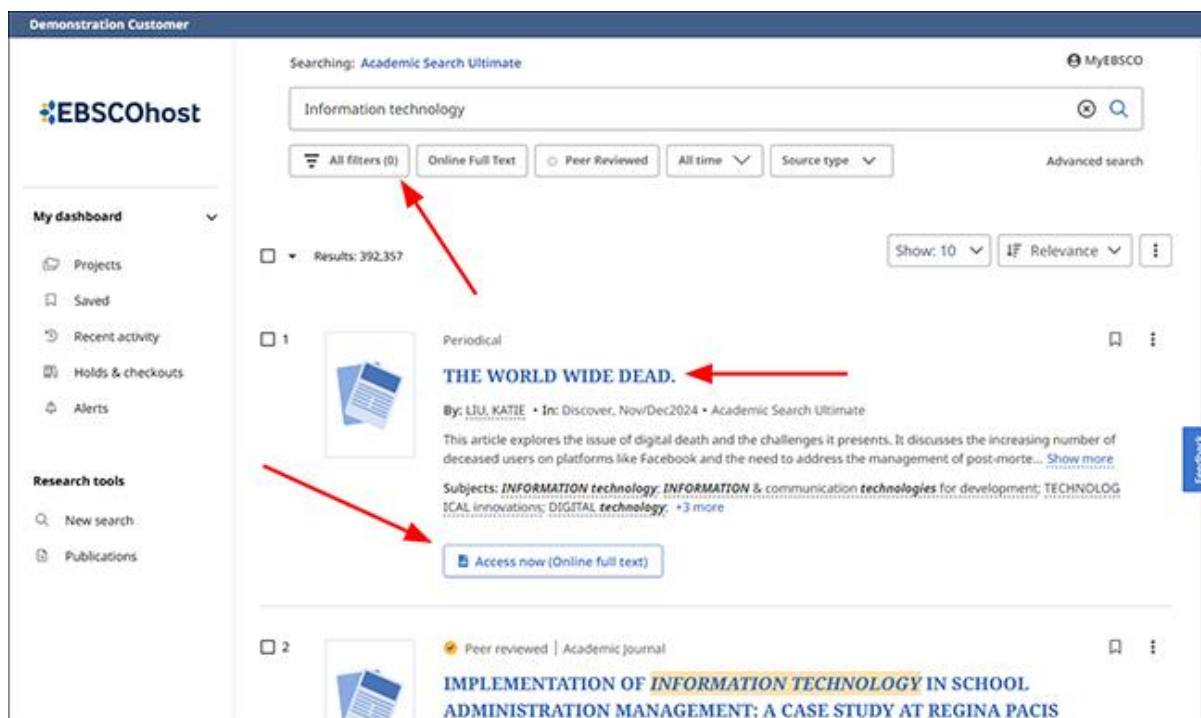 Demonstration Customer
Searching: Academic Search Ultimate
MyEBSCO
EBSCOhost
Information technology
All filters (0)
Online Full Text
Peer Reviewed
All time
Source type
Advanced search
My dashboard
Projects
Saved
Recent activity
Holds & checkouts
Alerts
Research tools
New search
Publications
Results: 392,357
Show: 10
Relevance
1
Periodical
THE WORLD WIDE DEAD.
By: LIU, KATIE • In: Discover, Nov/Dec2024 • Academic Search Ultimate
This article explores the issue of digital death and the challenges it presents. It discusses the increasing number of
deceased users on platforms like Facebook and the need to address the management of post-morte... Show more
Subjects: INFORMATION technology; INFORMATION & communication technologies for development; TECHNOLOG
ICAL innovations; DIGITAL technology; +3 more
Access now (Online full text)
Feedback
2
Peer reviewed | Academic Journal
IMPLEMENTATION OF INFORMATION TECHNOLOGY IN SCHOOL
ADMINISTRATION MANAGEMENT: A CASE STUDY AT REGINA PACIS